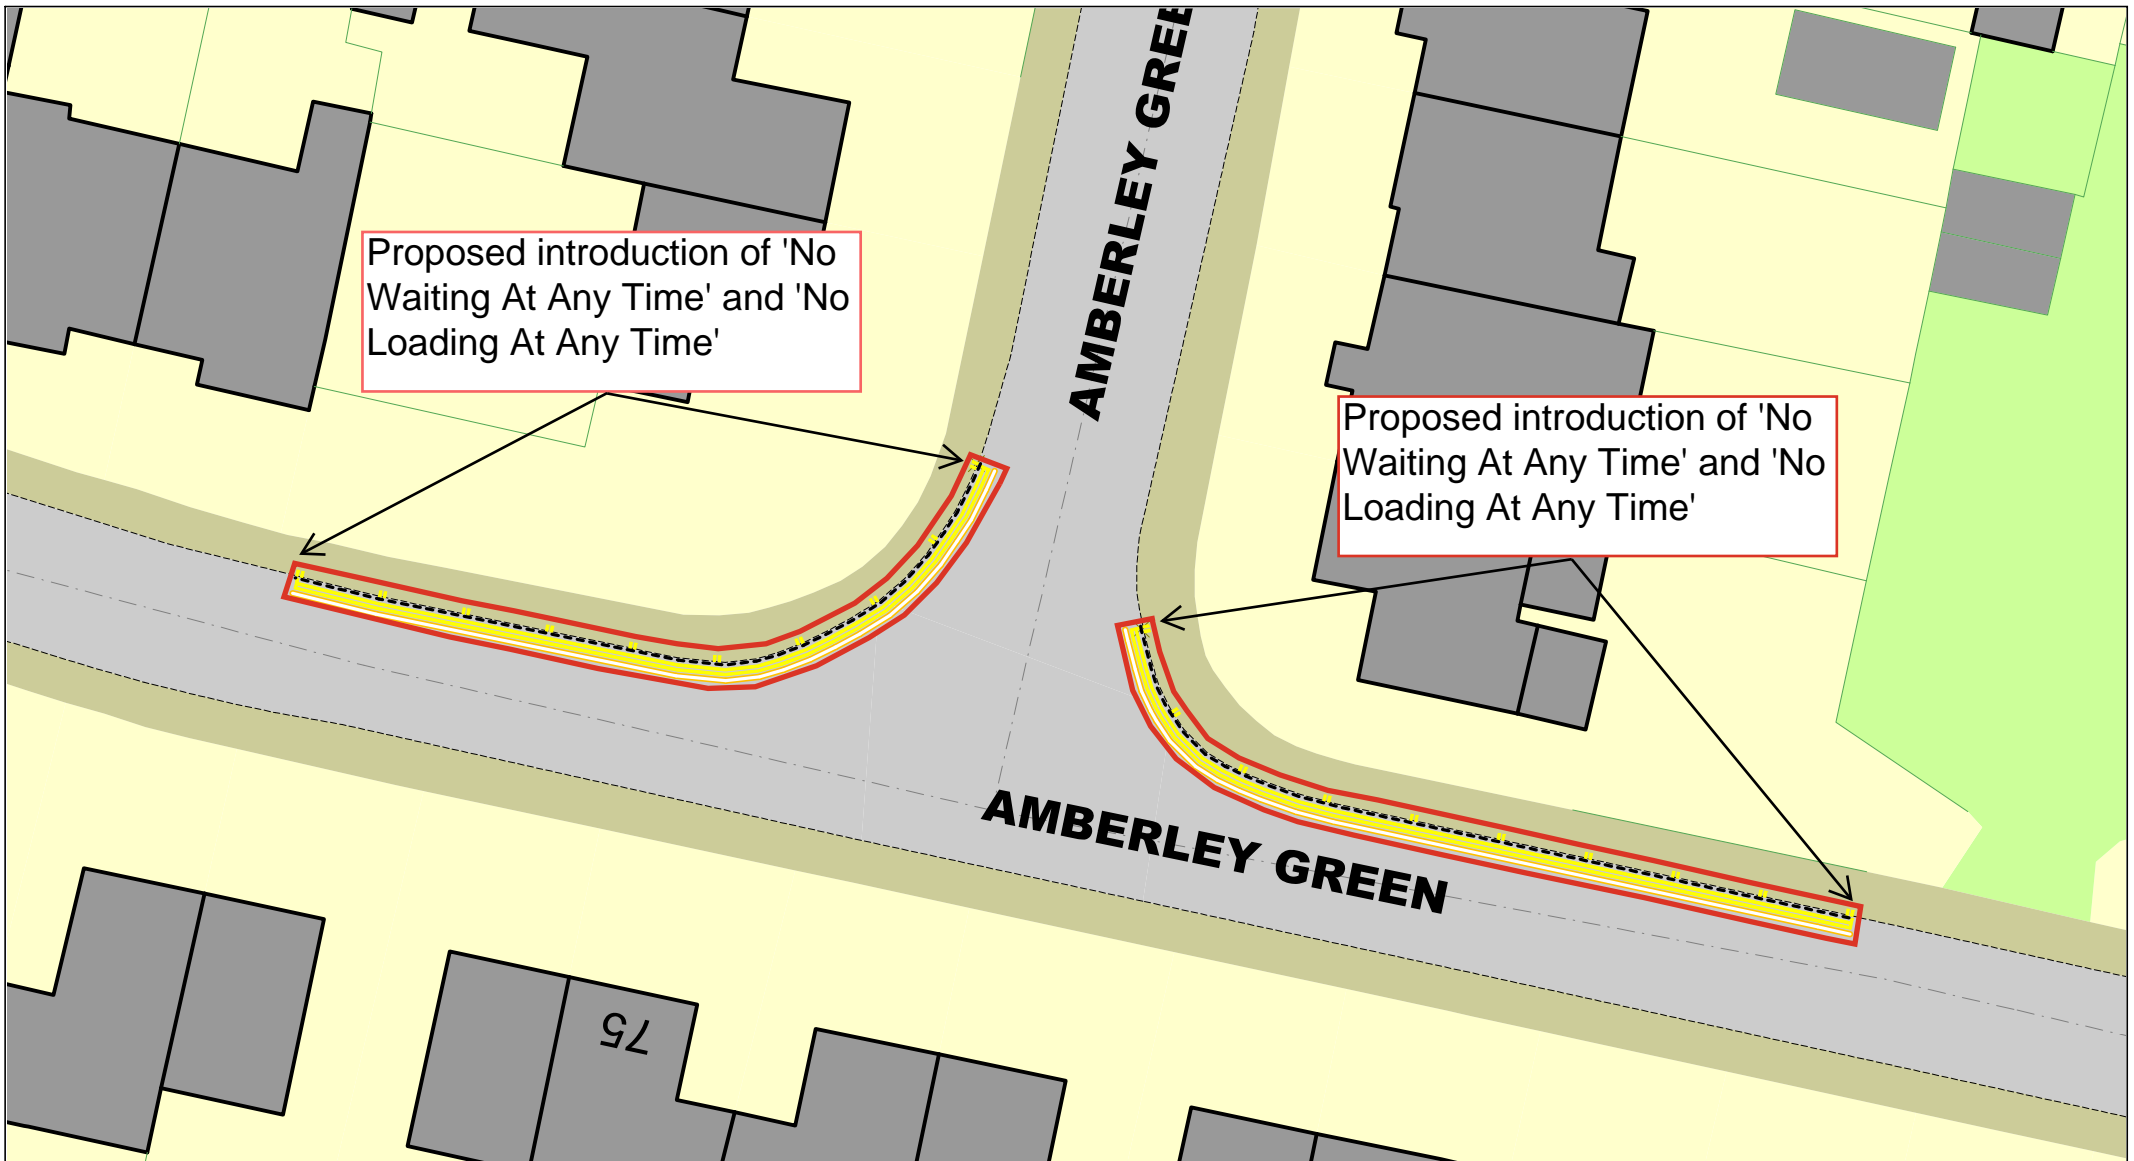 AMBERLEY GREE
Proposed introduction of 'No
Waiting At Any Time' and 'No
Loading At Any Time'
Proposed introduction of 'No
Waiting At Any Time' and 'No
Loading At Any Time'
AMBERLEY GREEN
75